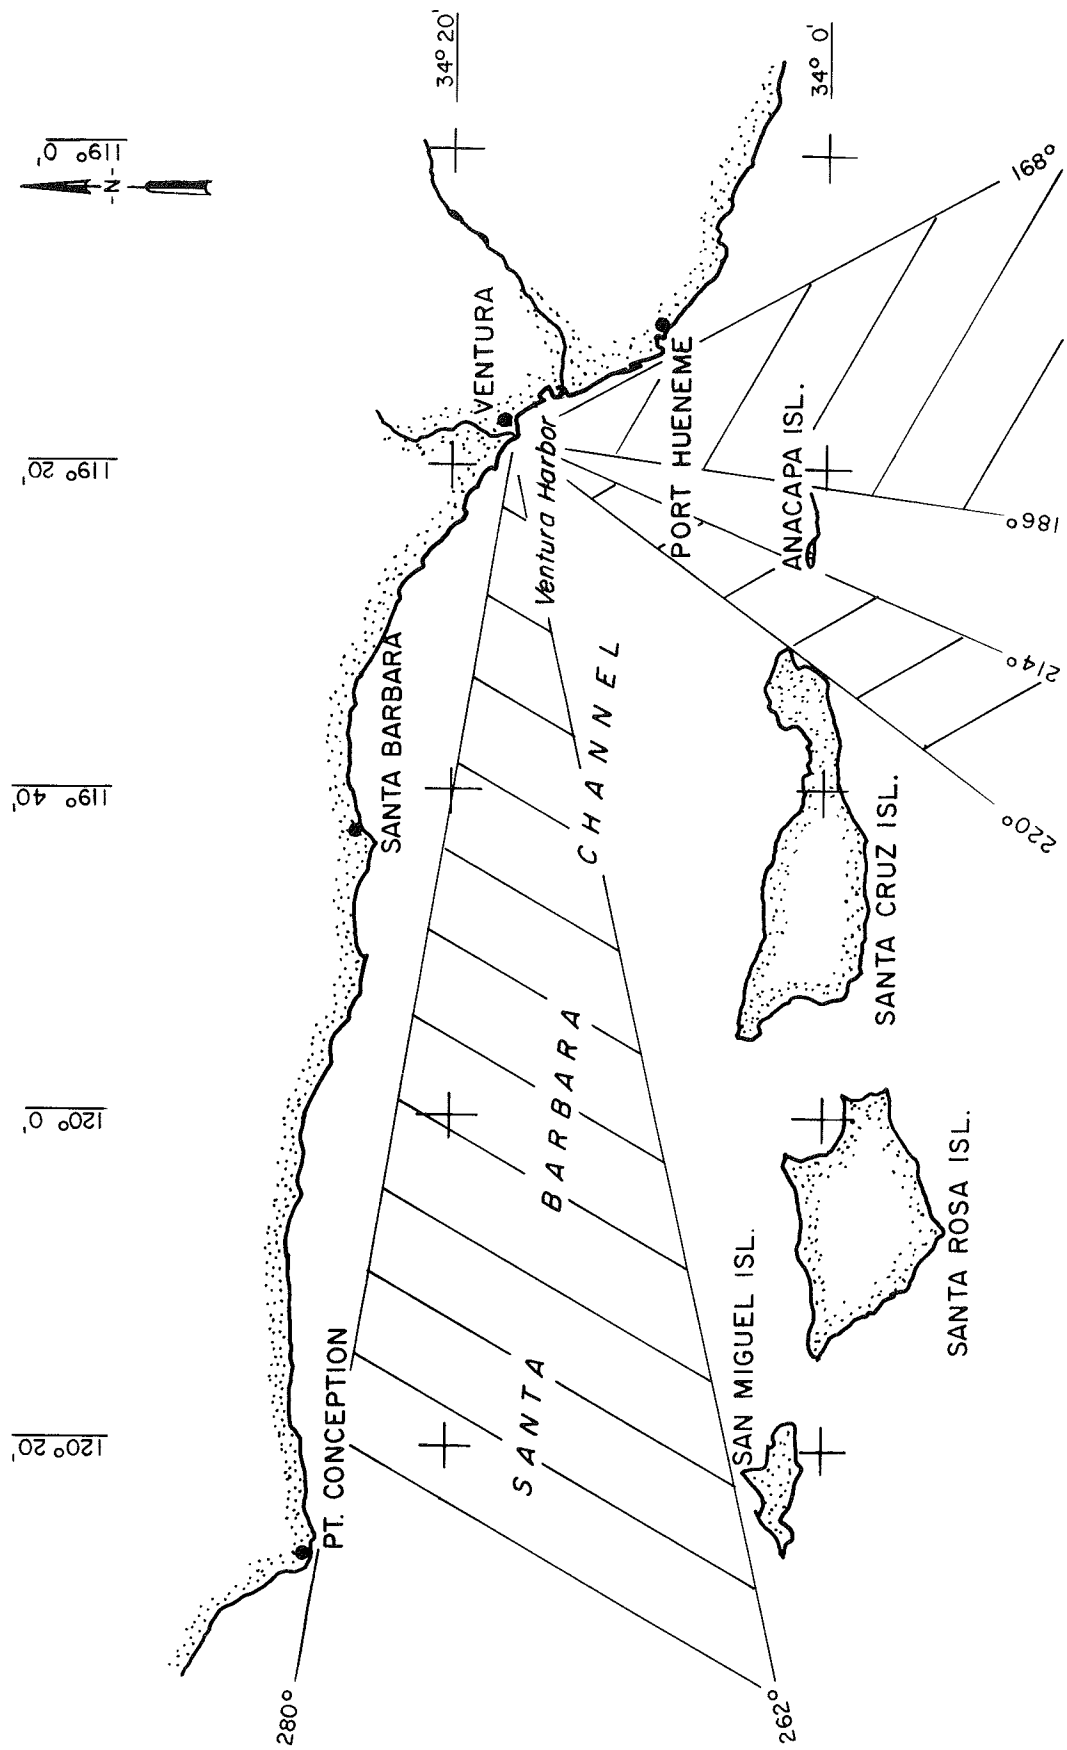 120° 20'
120° 0'
119° 40'
119° 20'
119° 0'
-N-
34° 20'
34° 0'
PT. CONCEPTION
SANTA BARBARA
VENTURA
Ventura Harbor
PORT HUENEME
SANTA BARBARA CHANNEL
SAN MIGUEL ISL.
SANTA ROSA ISL.
SANTA CRUZ ISL.
ANACAPA ISL.
280°
262°
220°
214°
186°
168°